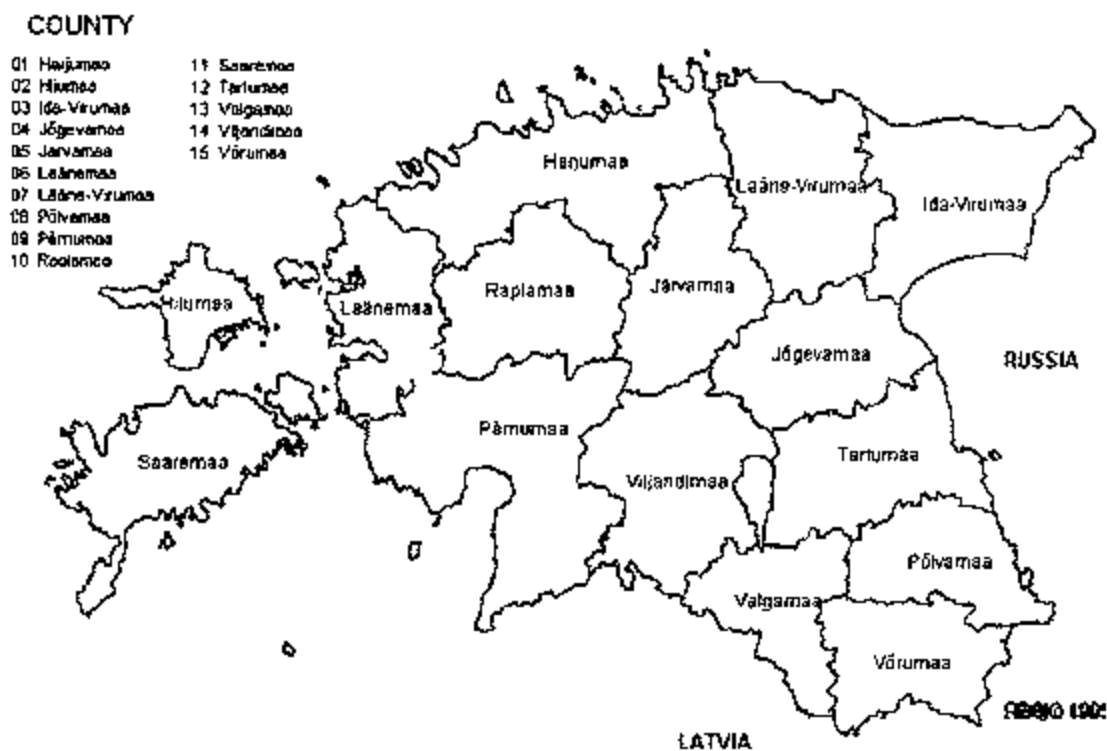 COUNTY
01 Harjumaa
02 Hiiumaa
03 Ida-Virumaa
04 Jõgevamaa
05 Järvamaa
06 Läänemaa
07 Lääne-Virumaa
08 Põlvamaa
09 Pärnumaa
10 Raplamaa
11 Saaremaa
12 Tartumaa
13 Valgamaa
14 Viljandimaa
15 Võrumaa
Harjumaa
Lääne-Virumaa
Ida-Virumaa
Hiiumaa
Läänemaa
Raplamaa
Järvamaa
Jõgevamaa
RUSSIA
Pärnumaa
Saaremaa
Viljandimaa
Tartumaa
Põlvamaa
Valgamaa
Võrumaa
LATVIA